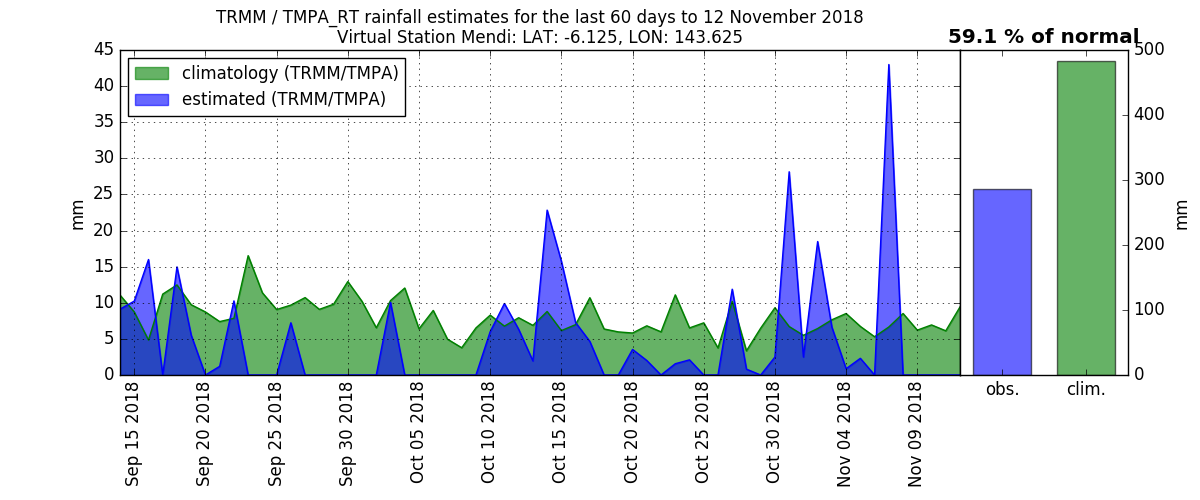 TRMM / TMPA_RT rainfall estimates for the last 60 days to 12 November 2018
Virtual Station Mendi: LAT: -6.125, LON: 143.625
59.1 % of normal
climatology (TRMM/TMPA)
estimated (TRMM/TMPA)
45
40
35
30
25
20
15
10
5
0
mm
Sep 15 2018
Sep 20 2018
Sep 25 2018
Sep 30 2018
Oct 05 2018
Oct 10 2018
Oct 15 2018
Oct 20 2018
Oct 25 2018
Oct 30 2018
Nov 04 2018
Nov 09 2018
500
400
300
200
100
0
mm
obs.
clim.